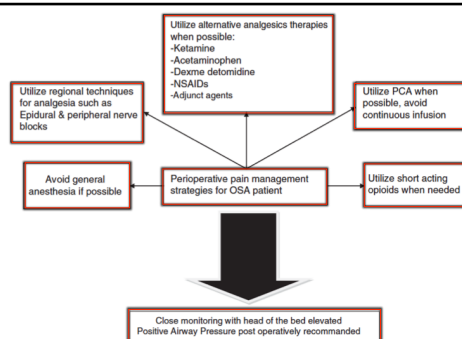 Utilize alternative analgesics therapies
when possible:
-Ketamine
-Acetaminophen
-Dexme detomidine
-NSAIDs
-Adjunct agents
Utilize regional techniques
for analgesia such as
Epidural & peripheral nerve
blocks
Utilize PCA when
possible, avoid
continuous infusion
Avoid general
anesthesia if possible
Perioperative pain management
strategies for OSA patient
Utilize short acting
opioids when needed
Close monitoring with head of the bed elevated
Positive Airway Pressure post operatively recommanded